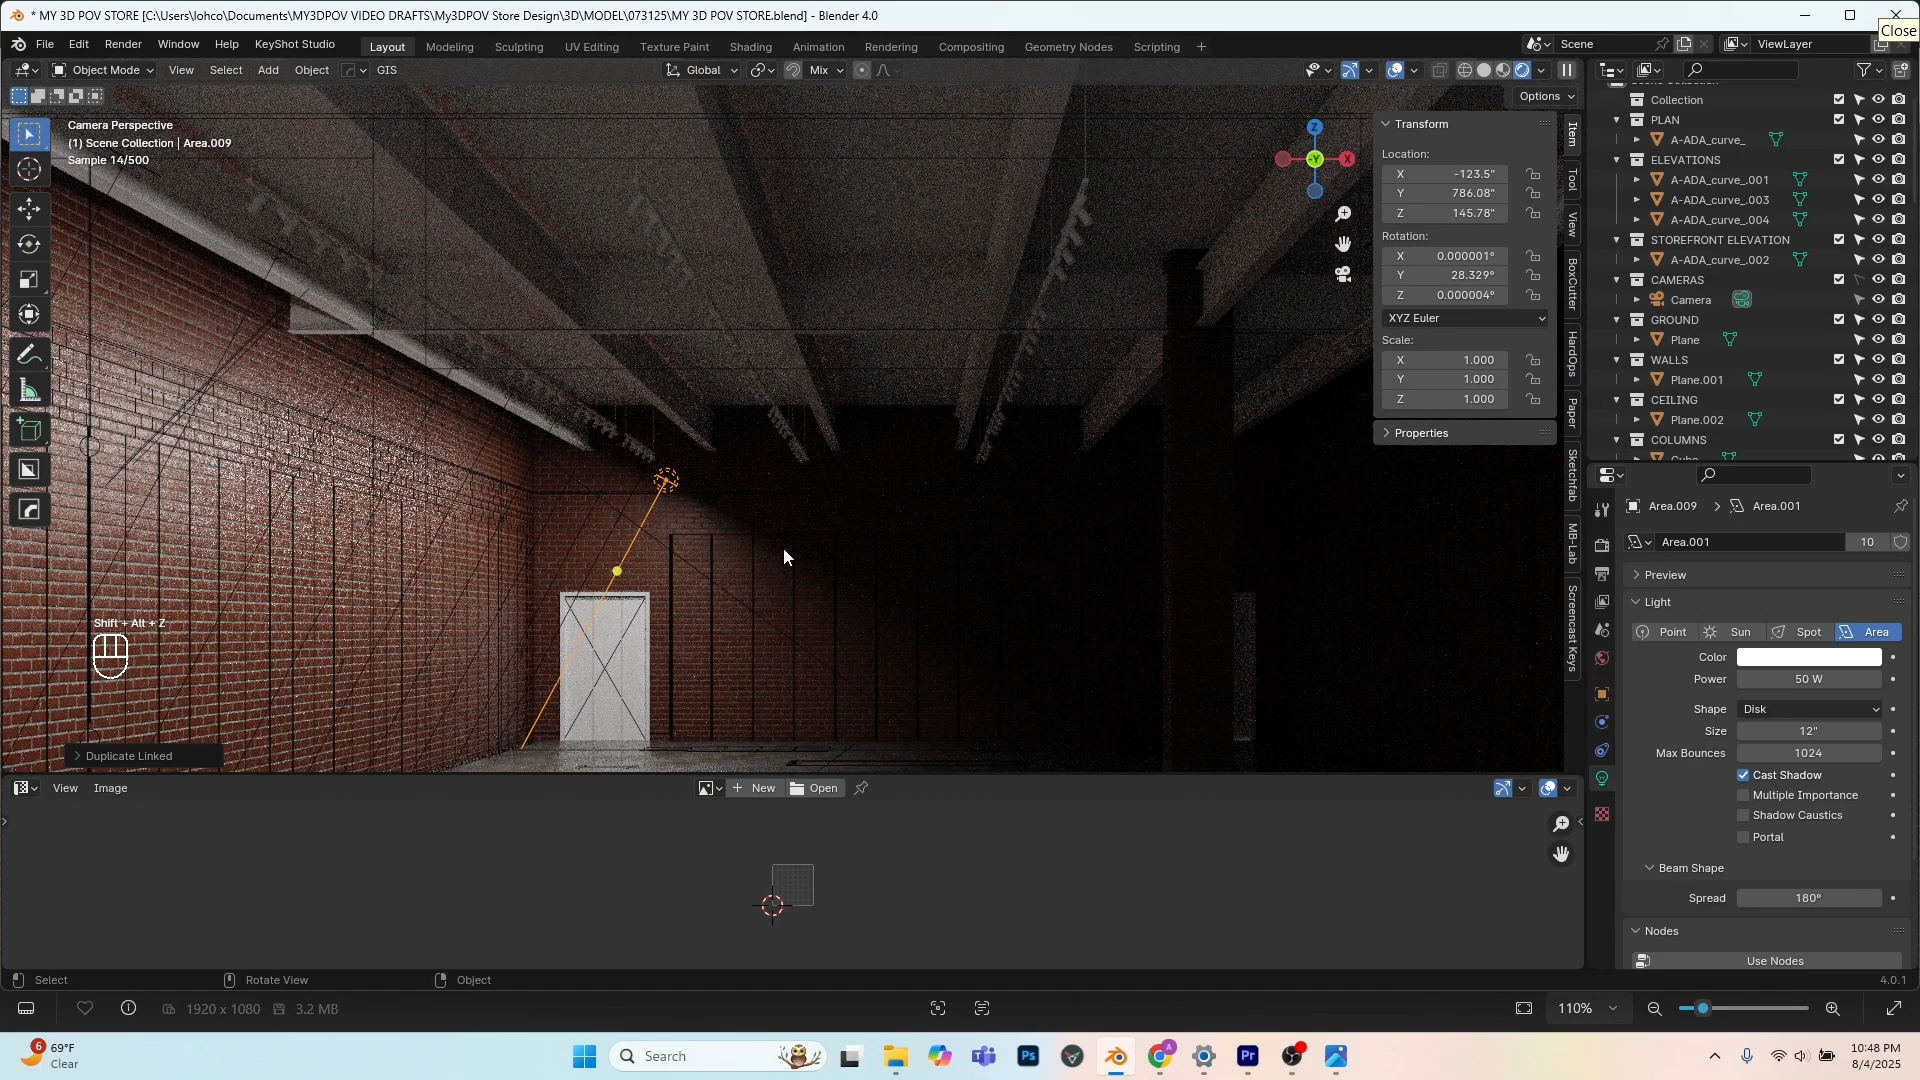 * MY 3D POV STORE [C:\Users\lohco\Documents\MY3DPOV VIDEO DRAFTS\My3DPOV Store Design\3D\MODEL\073125\MY 3D POV STORE.blend] - Blender 4.0
Close
File Edit Render Window Help KeyShot Studio Layout Modeling Sculpting UV Editing Texture Paint Shading Animation Rendering Compositing Geometry Nodes Scripting + Scene ViewLayer
Object Mode View Select Add Object GIS Global Mix
Options
Camera Perspective
(1) Scene Collection | Area.009
Sample 14/500
Z
-Y
X
Transform
Location:
X -123.5"
Y 786.08"
Z 145.78"
Rotation:
X 0.000001°
Y 28.329°
Z 0.000004°
XYZ Euler
Scale:
X 1.000
Y 1.000
Z 1.000
Properties
Item
Tool
View
BoxCutter
HardOps
Paper
Sketchfab
MB-Lab
Screencast Keys
Collection
PLAN
A-ADA_curve_
ELEVATIONS
A-ADA_curve_.001
A-ADA_curve_.003
A-ADA_curve_.004
STOREFRONT ELEVATION
A-ADA_curve_.002
CAMERAS
Camera
GROUND
Plane
WALLS
Plane.001
CEILING
Plane.002
COLUMNS
Cube
Area.009 > Area.001
Area.001 10
Preview
Light
Point Sun Spot Area
Color
Power 50 W
Shape Disk
Size 12"
Max Bounces 1024
Cast Shadow
Multiple Importance
Shadow Caustics
Portal
Beam Shape
Spread 180°
Nodes
Use Nodes
Shift + Alt + Z
Duplicate Linked
View Image + New Open
Select Rotate View Object 4.0.1
1920 x 1080 3.2 MB 110%
6 69°F
Clear
Search
Ps
A
Pr
10:48 PM
8/4/2025